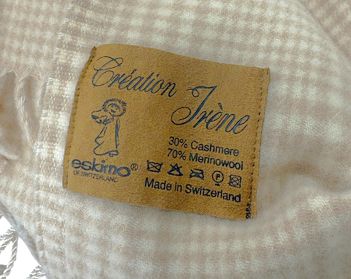 Création Irène
30% Cashmere
70% Merinowool
eskimo®
OF SWITZERLAND
Made in Switzerland